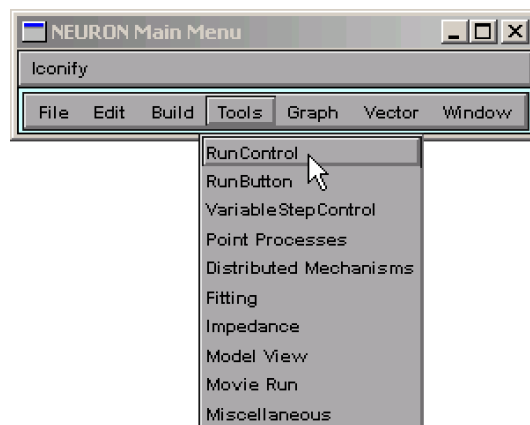 NEURON Main Menu
Iconify
File Edit Build Tools Graph Vector Window
RunControl
RunButton
VariableStepControl
Point Processes
Distributed Mechanisms
Fitting
Impedance
Model View
Movie Run
Miscellaneous